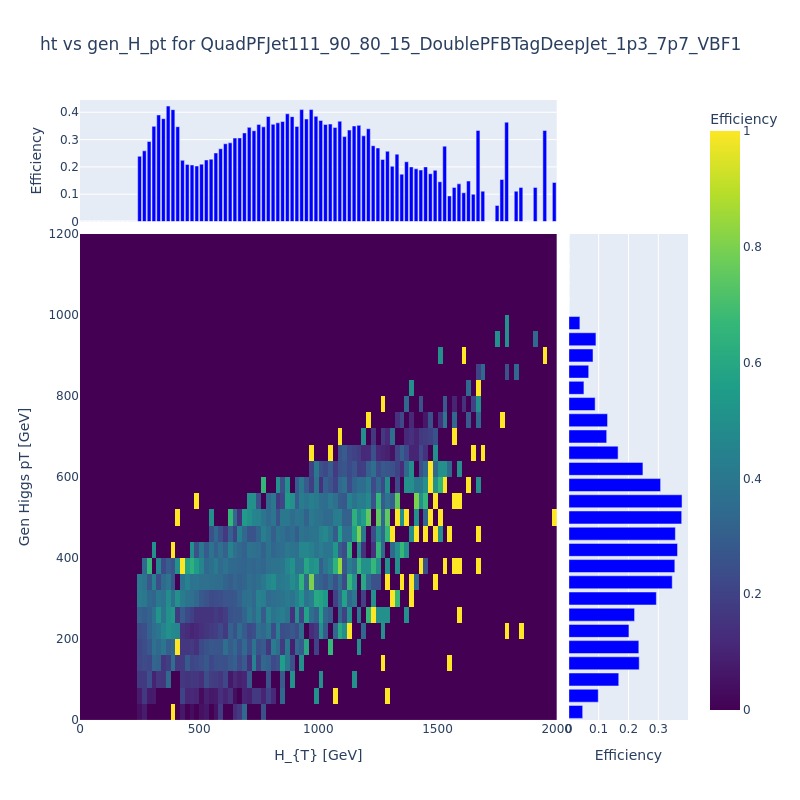 ht vs gen_H_pt for QuadPFJet111_90_80_15_DoublePFBTagDeepJet_1p3_7p7_VBF1
Efficiency
0.4
0.3
0.2
0.1
0
Efficiency
1
0.8
0.6
0.4
0.2
0
Gen Higgs pT [GeV]
1200
1000
800
600
400
200
0
0 500 1000 1500 2000
H_{T} [GeV]
0 0.1 0.2 0.3
Efficiency